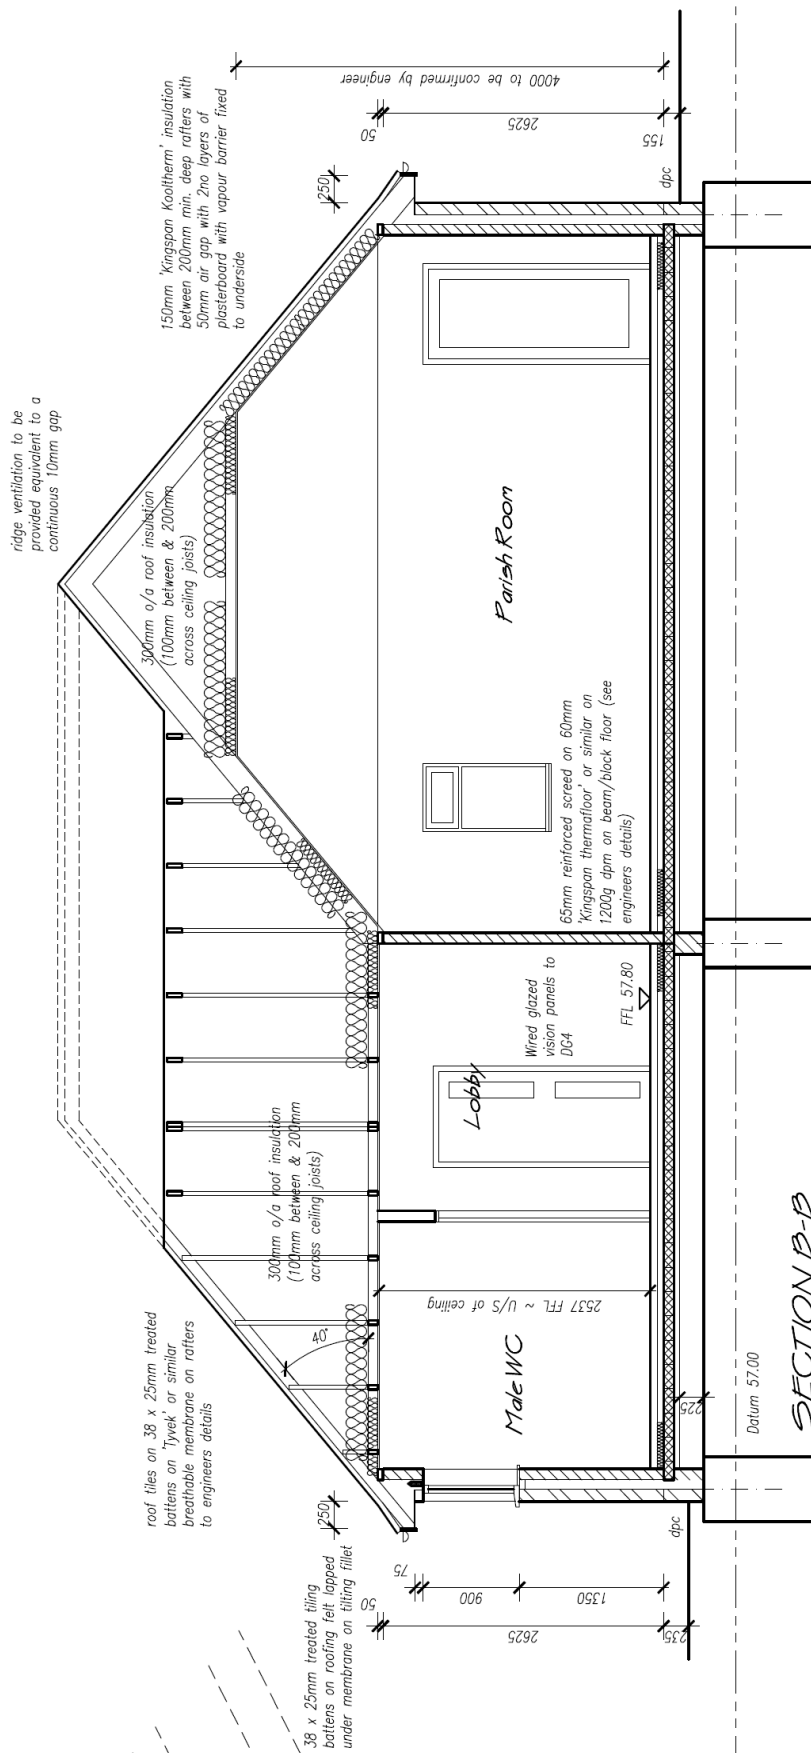 ridge ventilation to be
provided equivalent to a
continuous 10mm gap
150mm 'Kingspan Kooltherm' insulation
between 200mm min. deep rafters with
50mm air gap with 2no layers of
plasterboard with vapour barrier fixed
to underside
roof tiles on 38 x 25mm treated
battens on 'Tyvek' or similar
breathable membrane on rafters
to engineers details
38 x 25mm treated tiling
battens on roofing felt lapped
under membrane on tilting fillet
300mm o/a roof insulation
(100mm between & 200mm
across ceiling joists)
300mm o/a roof insulation
(100mm between & 200mm
across ceiling joists)
40°
250
250
75
50
900
1350
2625
235
50
2625
155
4000 to be confirmed by engineer
2537 FFL ~ U/S of ceiling
Male WC
Lobby
Parish Room
Wired glazed
vision panels to
DG4
FFL 57.80
65mm reinforced screed on 60mm
'Kingspan thermafloor' or similar on
1200g dpm on beam/block floor (see
engineers details)
dpc
dpc
225
Datum 57.00
SECTION B-B